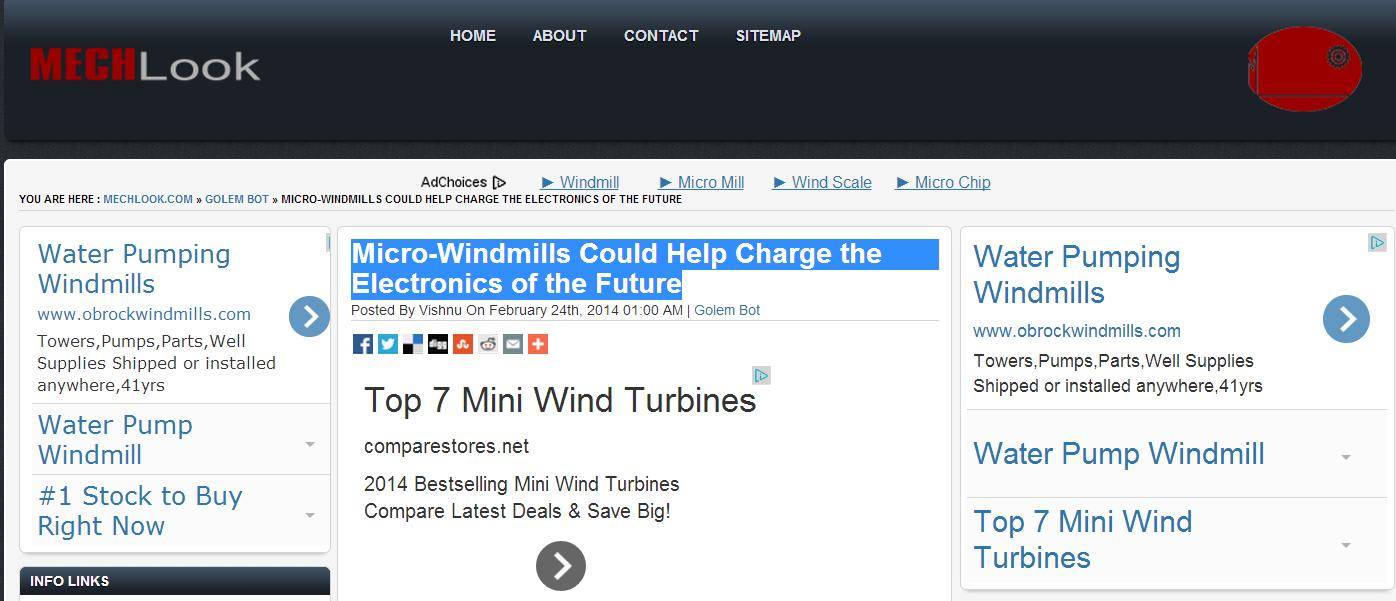 MECHLook
HOME ABOUT CONTACT SITEMAP
AdChoices ► Windmill ► Micro Mill ► Wind Scale ► Micro Chip
YOU ARE HERE : MECHLOOK.COM » GOLEM BOT » MICRO-WINDMILLS COULD HELP CHARGE THE ELECTRONICS OF THE FUTURE
Water Pumping
Windmills
www.obrockwindmills.com
Towers,Pumps,Parts,Well
Supplies Shipped or installed
anywhere,41yrs
Water Pump
Windmill
#1 Stock to Buy
Right Now
INFO LINKS
Micro-Windmills Could Help Charge the
Electronics of the Future
Posted By Vishnu On February 24th, 2014 01:00 AM | Golem Bot
digg
Top 7 Mini Wind Turbines
comparestores.net
2014 Bestselling Mini Wind Turbines
Compare Latest Deals & Save Big!
Water Pumping
Windmills
www.obrockwindmills.com
Towers,Pumps,Parts,Well Supplies
Shipped or installed anywhere,41yrs
Water Pump Windmill
Top 7 Mini Wind
Turbines